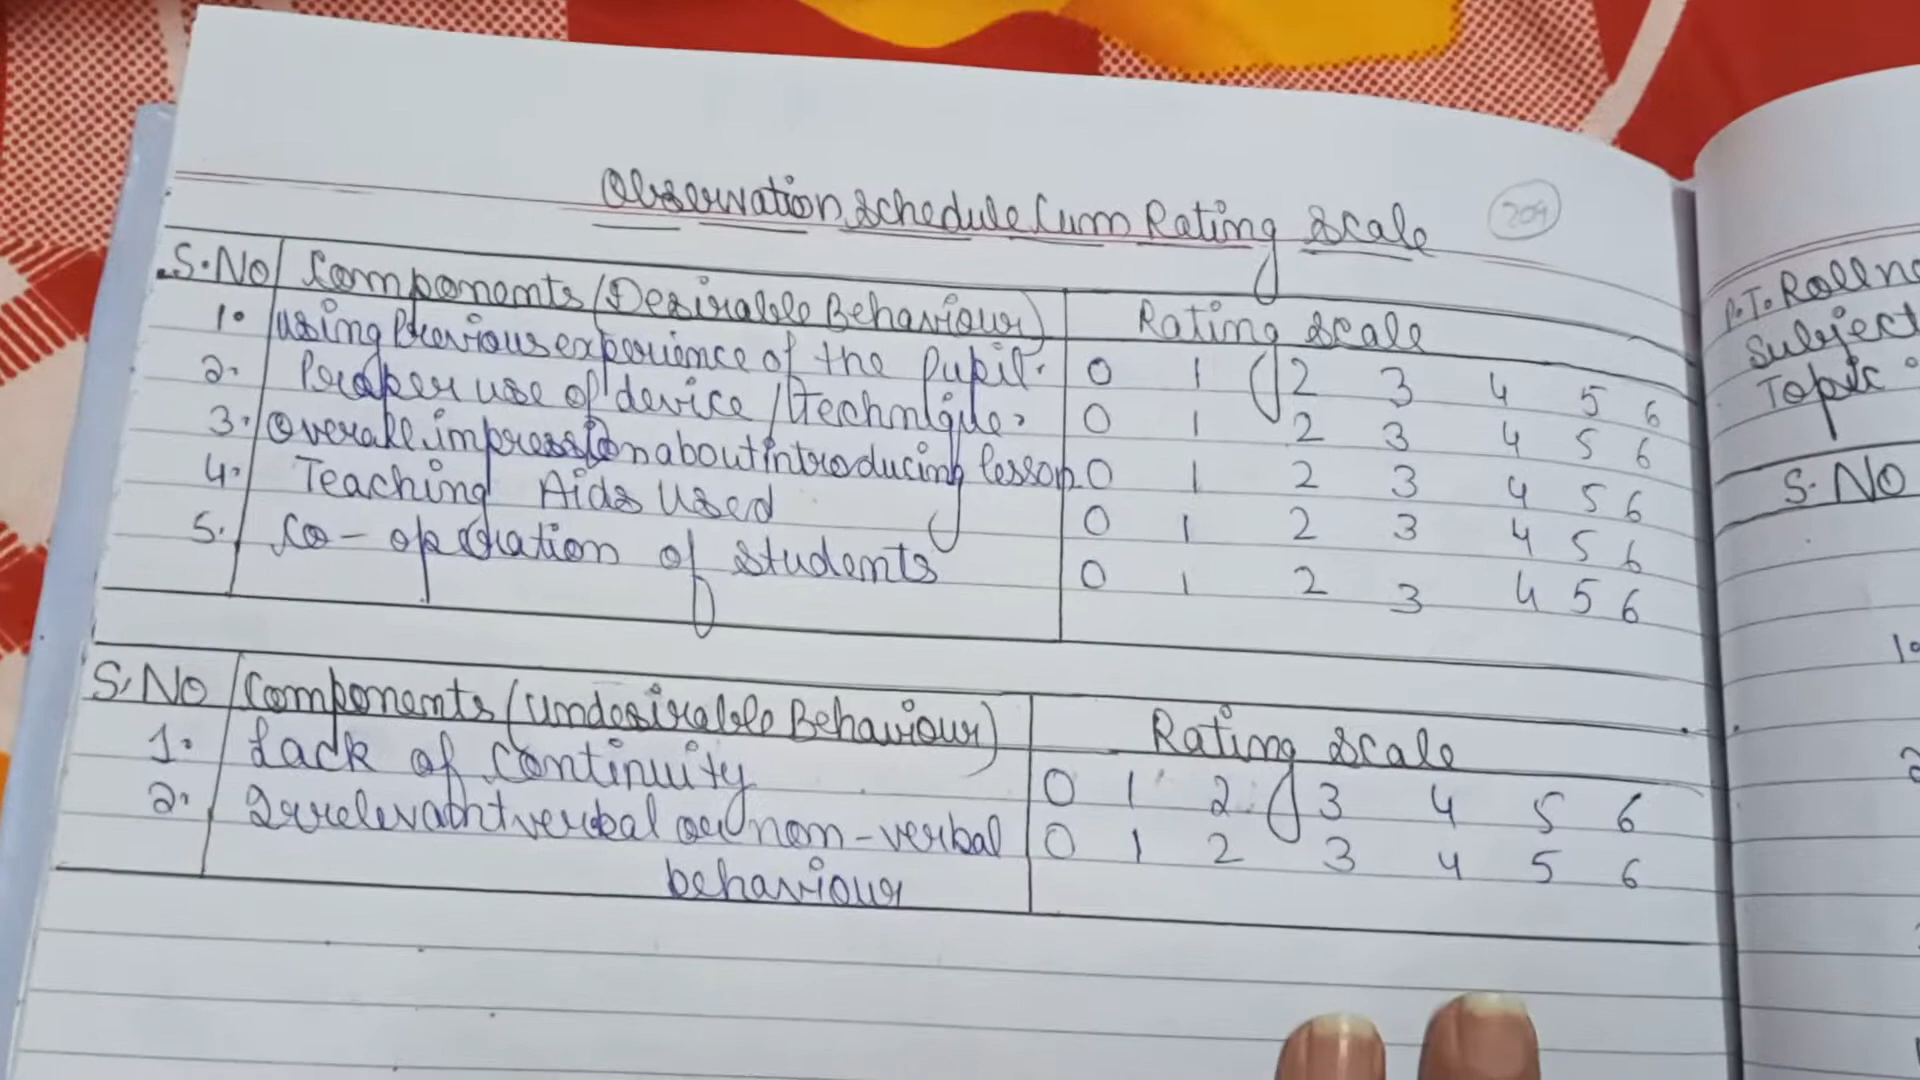 Observation Schedule Cum Rating Scale 209
S.No Components (Desirable Behaviour) Rating Scale
1. Using Previous experience of the Pupil. 0 1 2 3 4 5 6
2. Proper use of device / Technique. 0 1 2 3 4 5 6
3. Overall impression about introducing lesson 0 1 2 3 4 5 6
4. Teaching Aids Used 0 1 2 3 4 5 6
5. Co-operation of students 0 1 2 3 4 5 6
S.No Components (Undesirable Behaviour) Rating Scale
1. Lack of Continuity 0 1 2 3 4 5 6
2. Irrelevant verbal or non-verbal 0 1 2 3 4 5 6
behaviour
P.T. Roll no
Subject
Topic
S. No